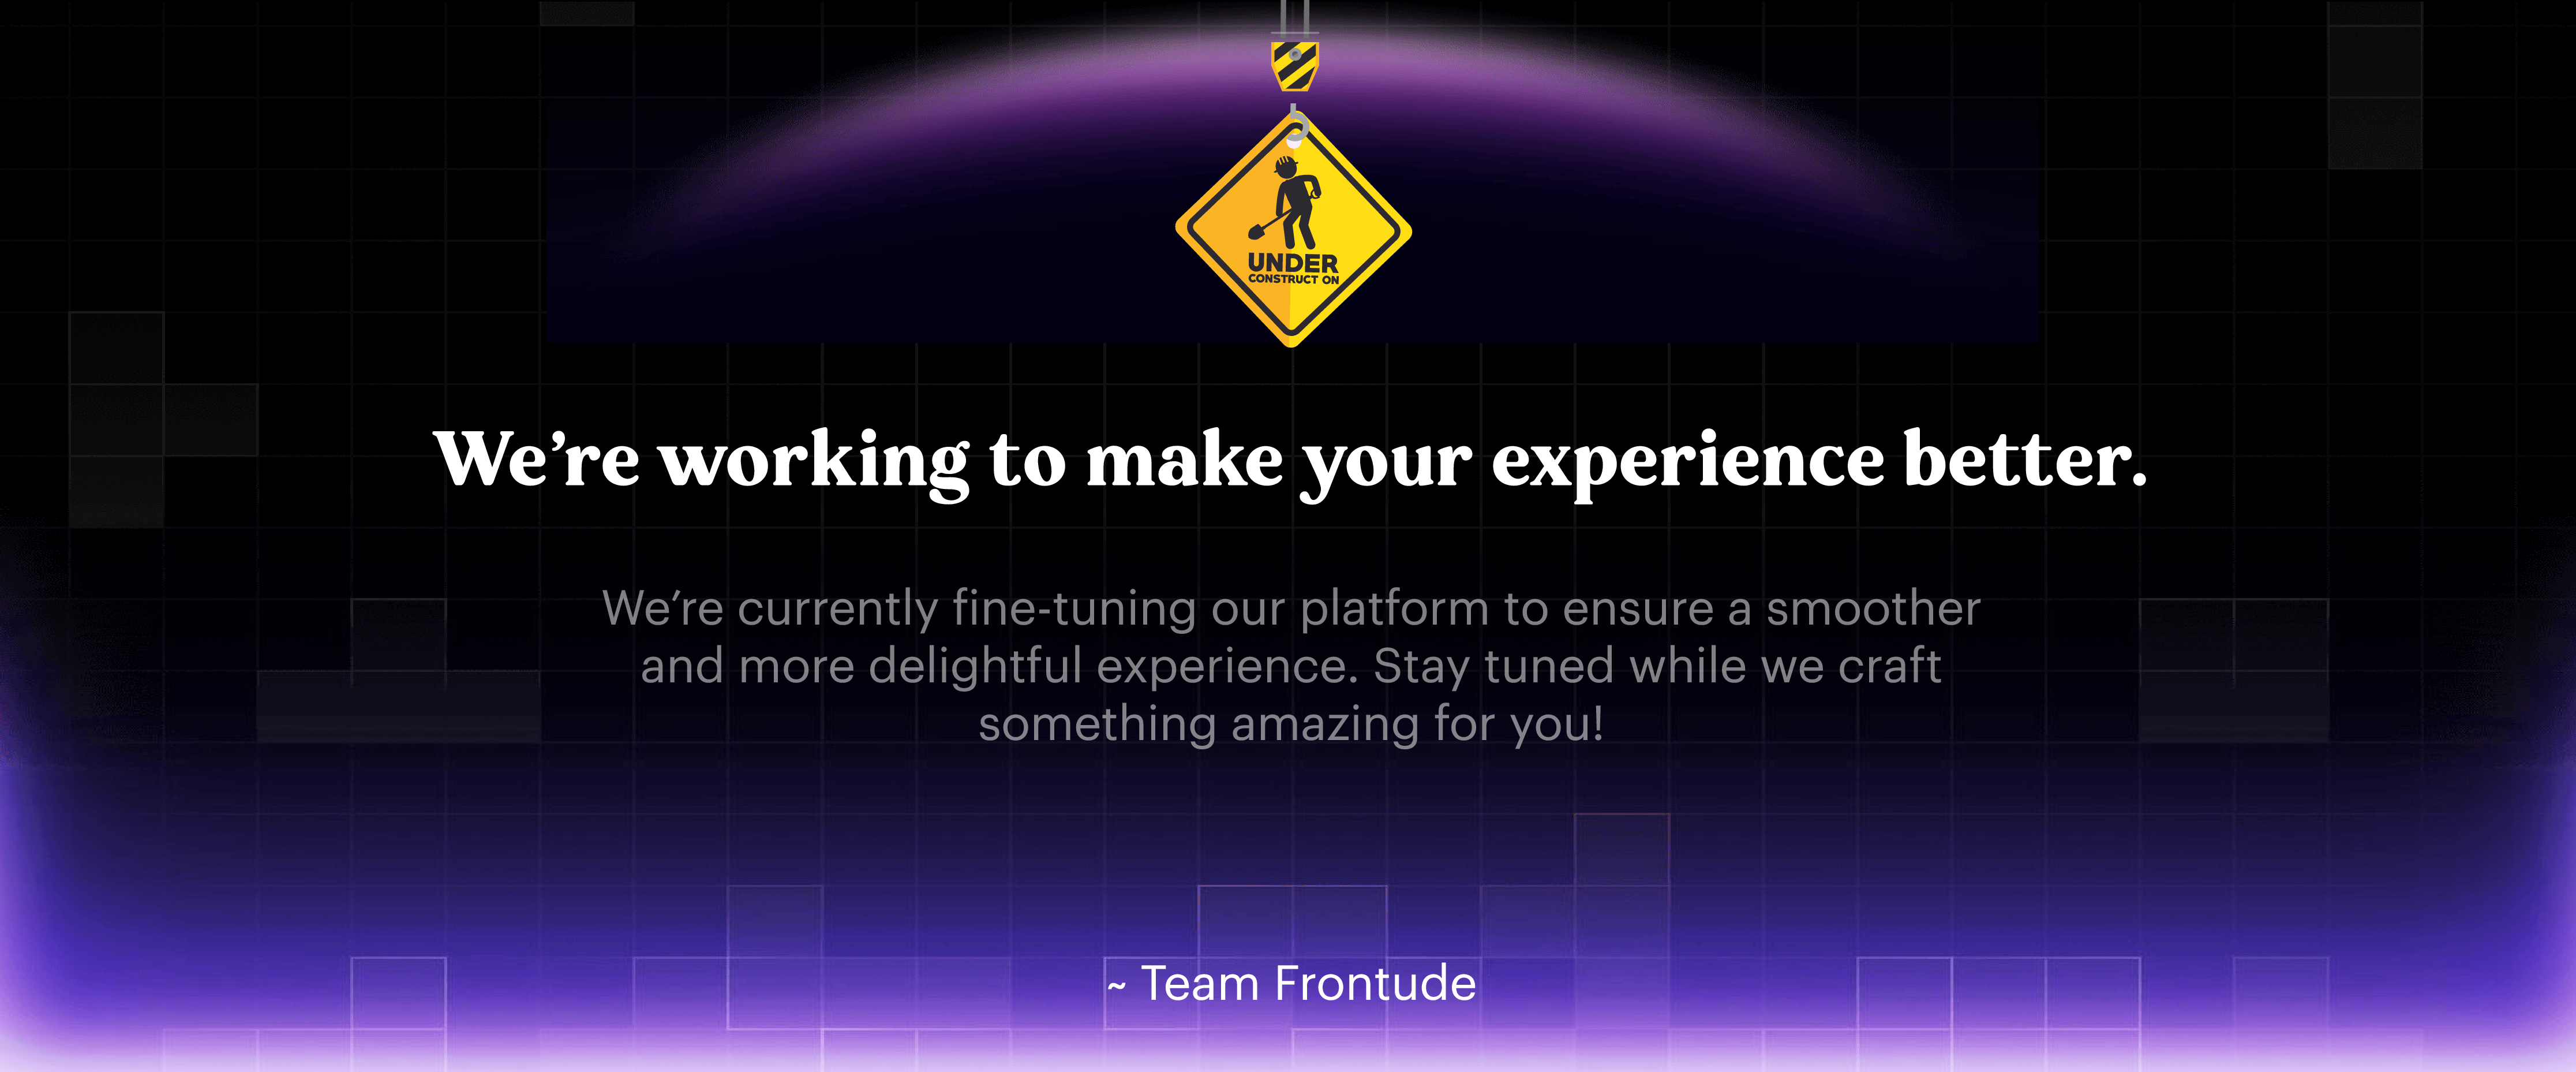 UNDER
CONSTRUCT ON
We’re working to make your experience better.
We’re currently fine-tuning our platform to ensure a smoother
and more delightful experience. Stay tuned while we craft
something amazing for you!
~ Team Frontude